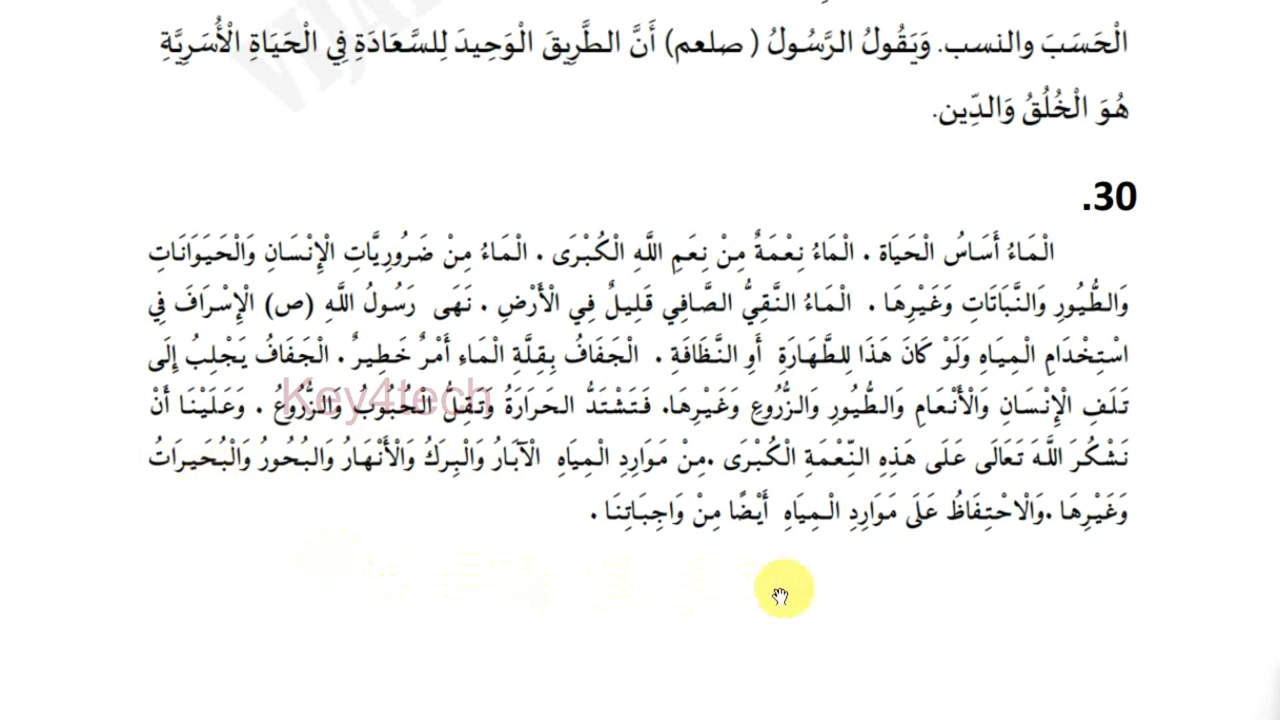 الْحَسَبَ والنسب. وَيَقُولُ الرَّسُولُ ( صلعم) أَنَّ الطَّرِيقَ الْوَحِيدَ لِلسَّعَادَةِ فِي الْحَيَاةِ الْأُسَرِيَّةِ
هُوَ الْخُلُقُ وَالدِّين.
30.
الْمَاءُ أَسَاسُ الْحَيَاة . الْمَاءُ نِعْمَةٌ مِنْ نِعَمِ اللَّهِ الْكُبْرَى . الْمَاءُ مِنْ ضَرُورِيَّاتِ الْإِنْسَانِ وَالْحَيَوَانَاتِ
وَالطُّيُورِ وَالنَّبَاتَاتِ وَغَيْرِهَا . الْمَاءُ النَّقِيُّ الصَّافِي قَلِيلٌ فِي الْأَرْضِ . نَهَى رَسُولُ اللَّهِ (ص) الْإِسْرَافَ فِي
اسْتِخْدَامِ الْمِيَاهِ وَلَوْ كَانَ هَذَا لِلطَّهَارَةِ أَوِ النَّظَافَةِ . الْجَفَافُ بِقِلَّةِ الْمَاءِ أَمْرٌ خَطِيرٌ . الْجَفَافُ يَجْلِبُ إِلَى
تَلَفِ الْإِنْسَانِ وَالْأَنْعَامِ وَالطُّيُورِ وَالزُّرُوعِ وَغَيْرِهَا. فَتَشْتَدُّ الحَرَارَةُ وَتَقِلُّ الْحُبُوبُ وَالزُّرُوعُ . وَعَلَيْنَا أَنْ
Key4tech
نَشْكُرَ اللَّهَ تَعَالَى عَلَى هَذِهِ النِّعْمَةِ الْكُبْرَى .مِنْ مَوَارِدِ الْمِيَاهِ الْآبَارُ وَالْبِرَكُ وَالْأَنْهَارُ وَالبُحُورُ وَالْبُحَيرَاتُ
وَغَيْرِهَا .وَالْاحْتِفَاظُ عَلَى مَوَارِدِ الْمِيَاهِ أَيْضًا مِنْ وَاجِبَاتِنَا .